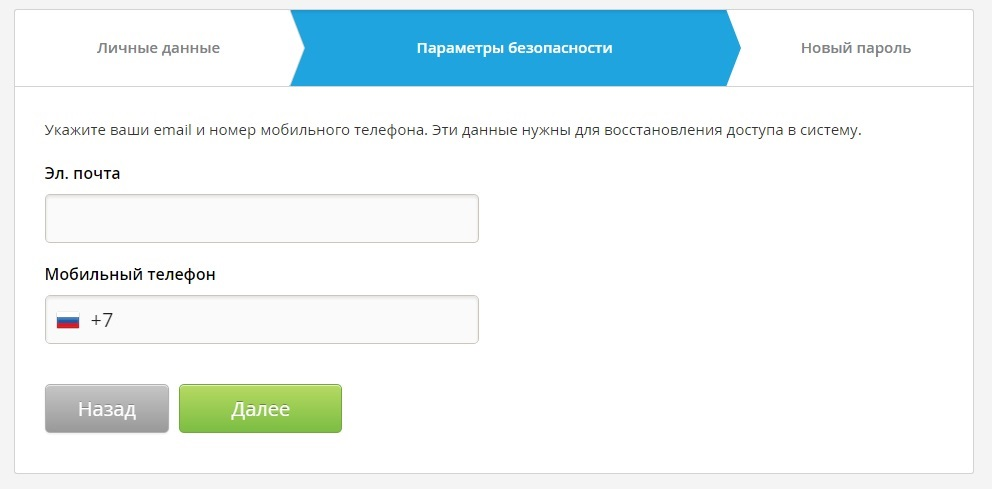 Личные данные
Параметры безопасности
Новый пароль
Укажите ваши email и номер мобильного телефона. Эти данные нужны для восстановления доступа в систему.
Эл. почта
Мобильный телефон
+7
Назад
Далее